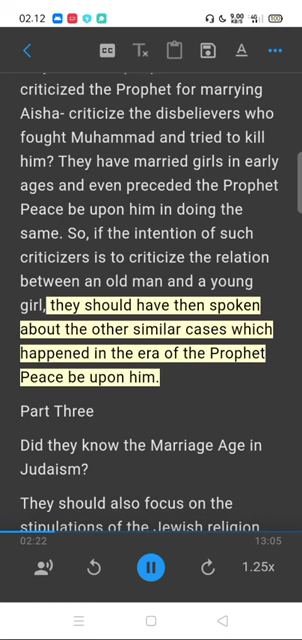 02.12
9.00
KB/S
4G
CC
criticized the Prophet for marrying
Aisha- criticize the disbelievers who
fought Muhammad and tried to kill
him? They have married girls in early
ages and even preceded the Prophet
Peace be upon him in doing the
same. So, if the intention of such
criticizers is to criticize the relation
between an old man and a young
girl, they should have then spoken
about the other similar cases which
happened in the era of the Prophet
Peace be upon him.
Part Three
Did they know the Marriage Age in
Judaism?
They should also focus on the
stipulations of the Jewish religion
02:22
13:05
1.25x